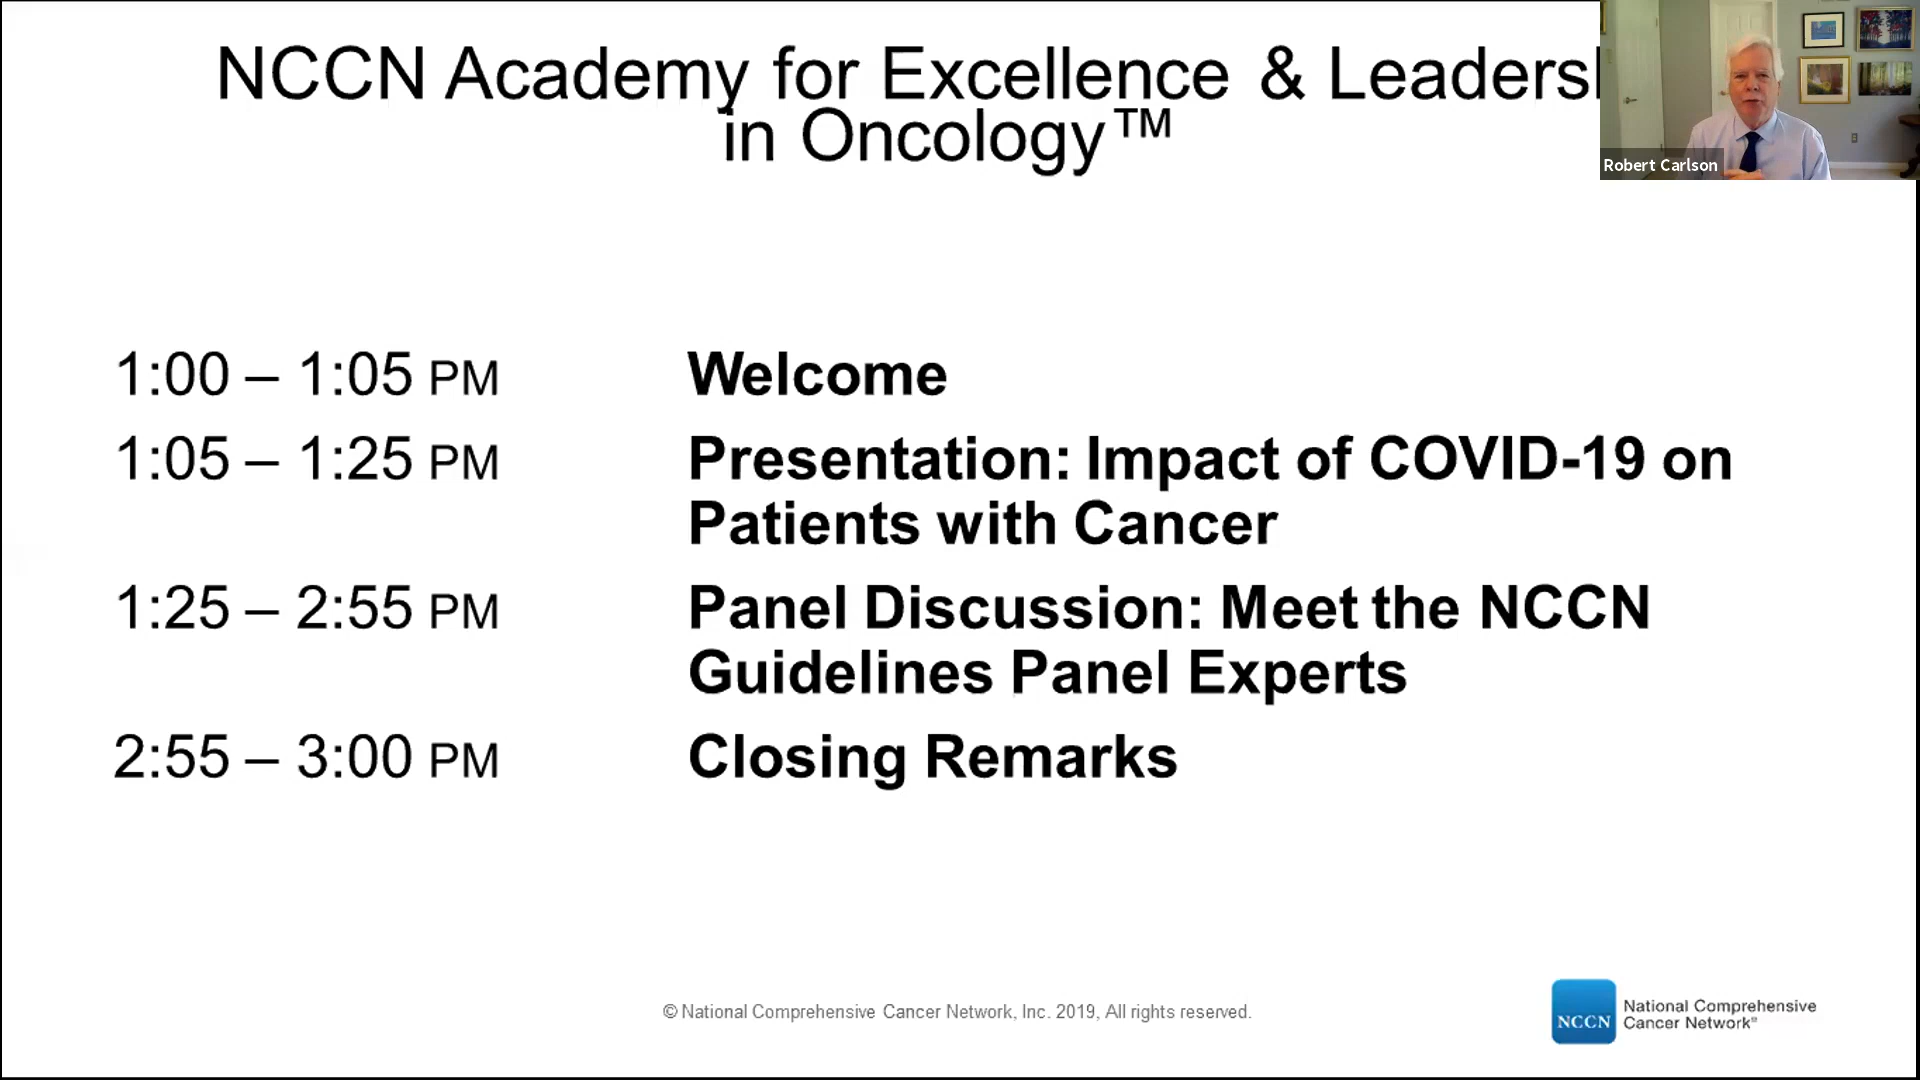 NCCN Academy for Excellence & Leaders
in Oncology™
Robert Carlson
1:00 – 1:05 PM Welcome
1:05 – 1:25 PM Presentation: Impact of COVID-19 on
Patients with Cancer
1:25 – 2:55 PM Panel Discussion: Meet the NCCN
Guidelines Panel Experts
2:55 – 3:00 PM Closing Remarks
© National Comprehensive Cancer Network, Inc. 2019, All rights reserved.
NCCN
National Comprehensive
Cancer Network®